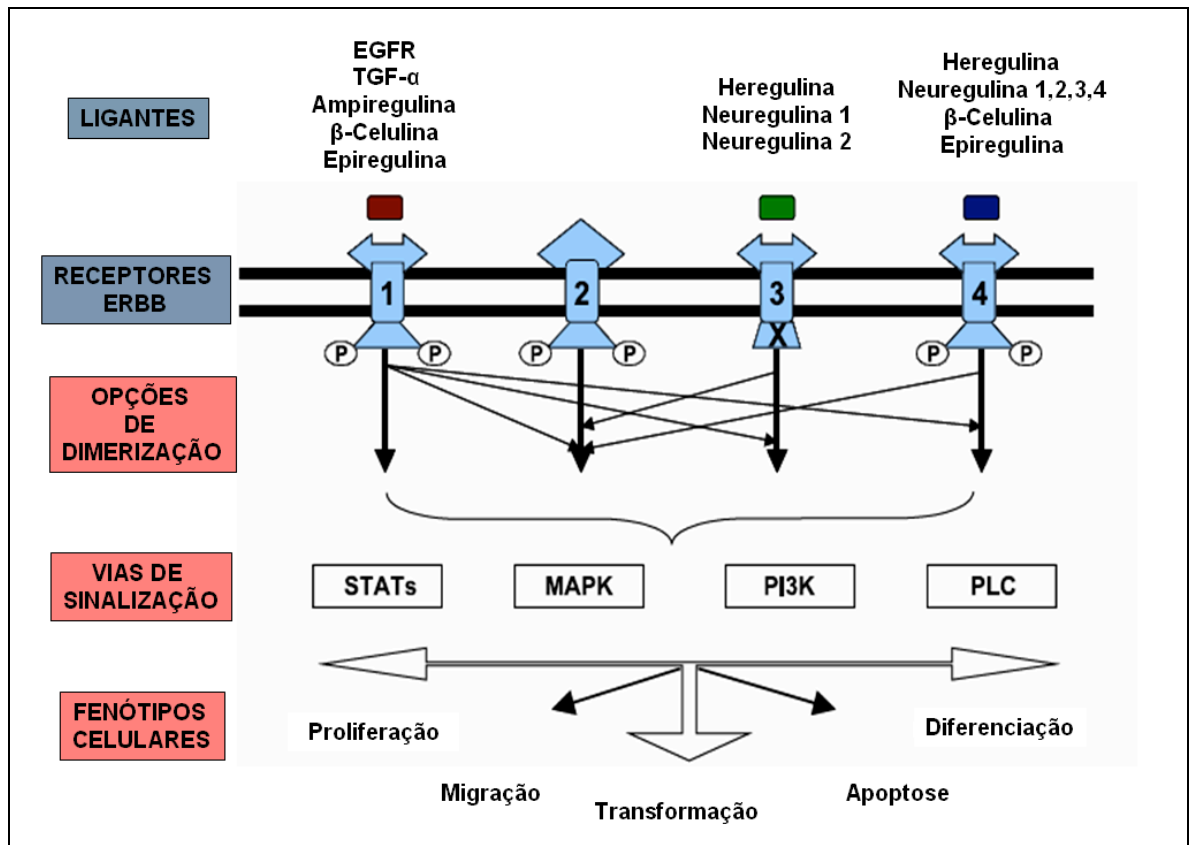 LIGANTES
EGFR
TGF-α
Ampiregulina
β-Celulina
Epiregulina
Heregulina
Neuregulina 1
Neuregulina 2
Heregulina
Neuregulina 1,2,3,4
β-Celulina
Epiregulina
RECEPTORES
ERBB
1
2
3
4
X
P
P
P
P
P
P
OPÇÕES
DE
DIMERIZAÇÃO
VIAS DE
SINALIZAÇÃO
STATs
MAPK
PI3K
PLC
FENÓTIPOS
CELULARES
Proliferação
Migração
Transformação
Apoptose
Diferenciação